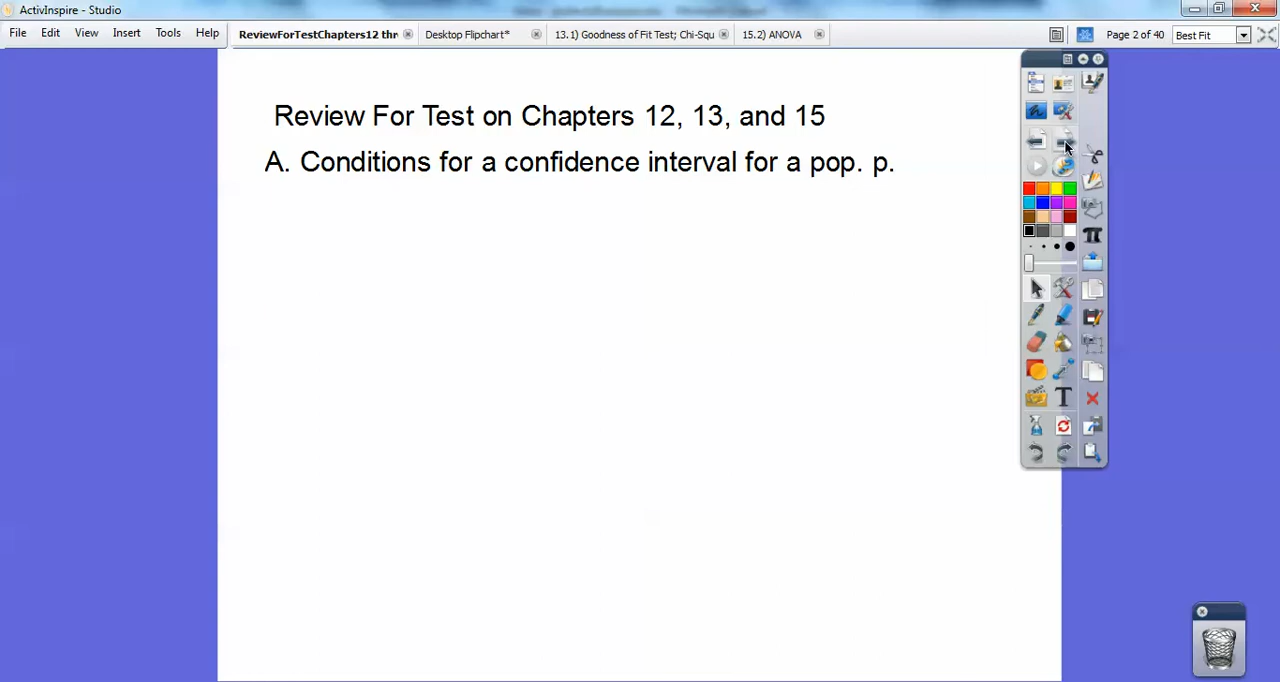 ActivInspire - Studio
File Edit View Insert Tools Help
ReviewForTestChapters12 thr Desktop Flipchart* 13.1) Goodness of Fit Test; Chi-Squ 15.2) ANOVA
Page 2 of 40 Best Fit
Review For Test on Chapters 12, 13, and 15
A. Conditions for a confidence interval for a pop. p.